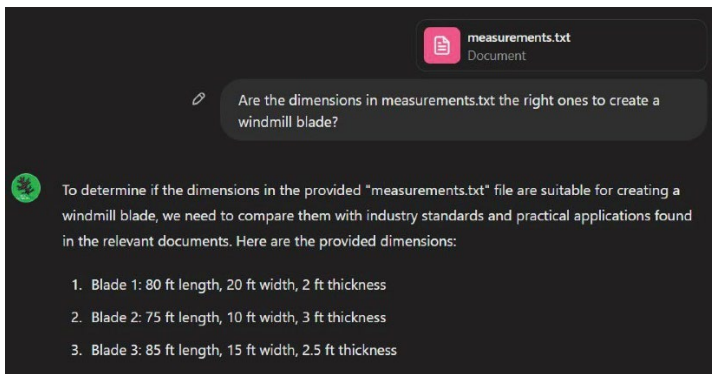 measurements.txt
Document
Are the dimensions in measurements.txt the right ones to create a
windmill blade?
To determine if the dimensions in the provided "measurements.txt" file are suitable for creating a
windmill blade, we need to compare them with industry standards and practical applications found
in the relevant documents. Here are the provided dimensions:
1. Blade 1: 80 ft length, 20 ft width, 2 ft thickness
2. Blade 2: 75 ft length, 10 ft width, 3 ft thickness
3. Blade 3: 85 ft length, 15 ft width, 2.5 ft thickness